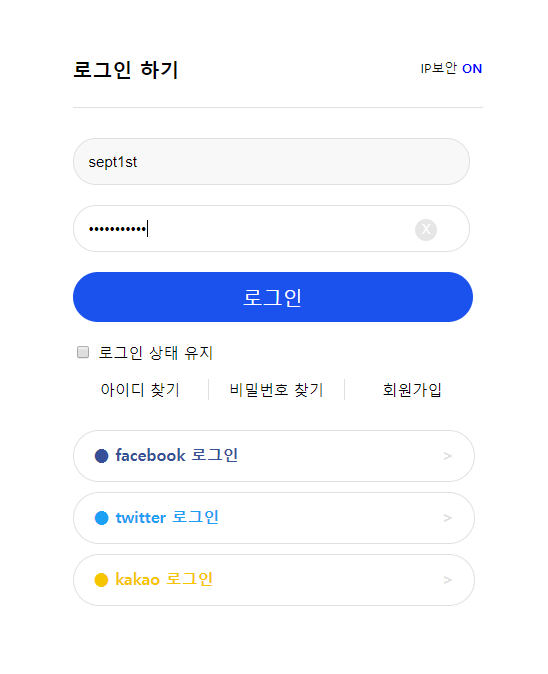 로그인 하기 IP보안 ON
sept1st
•••••••••••
X
로그인
로그인 상태 유지
아이디 찾기 비밀번호 찾기 회원가입
facebook 로그인 >
twitter 로그인 >
kakao 로그인 >